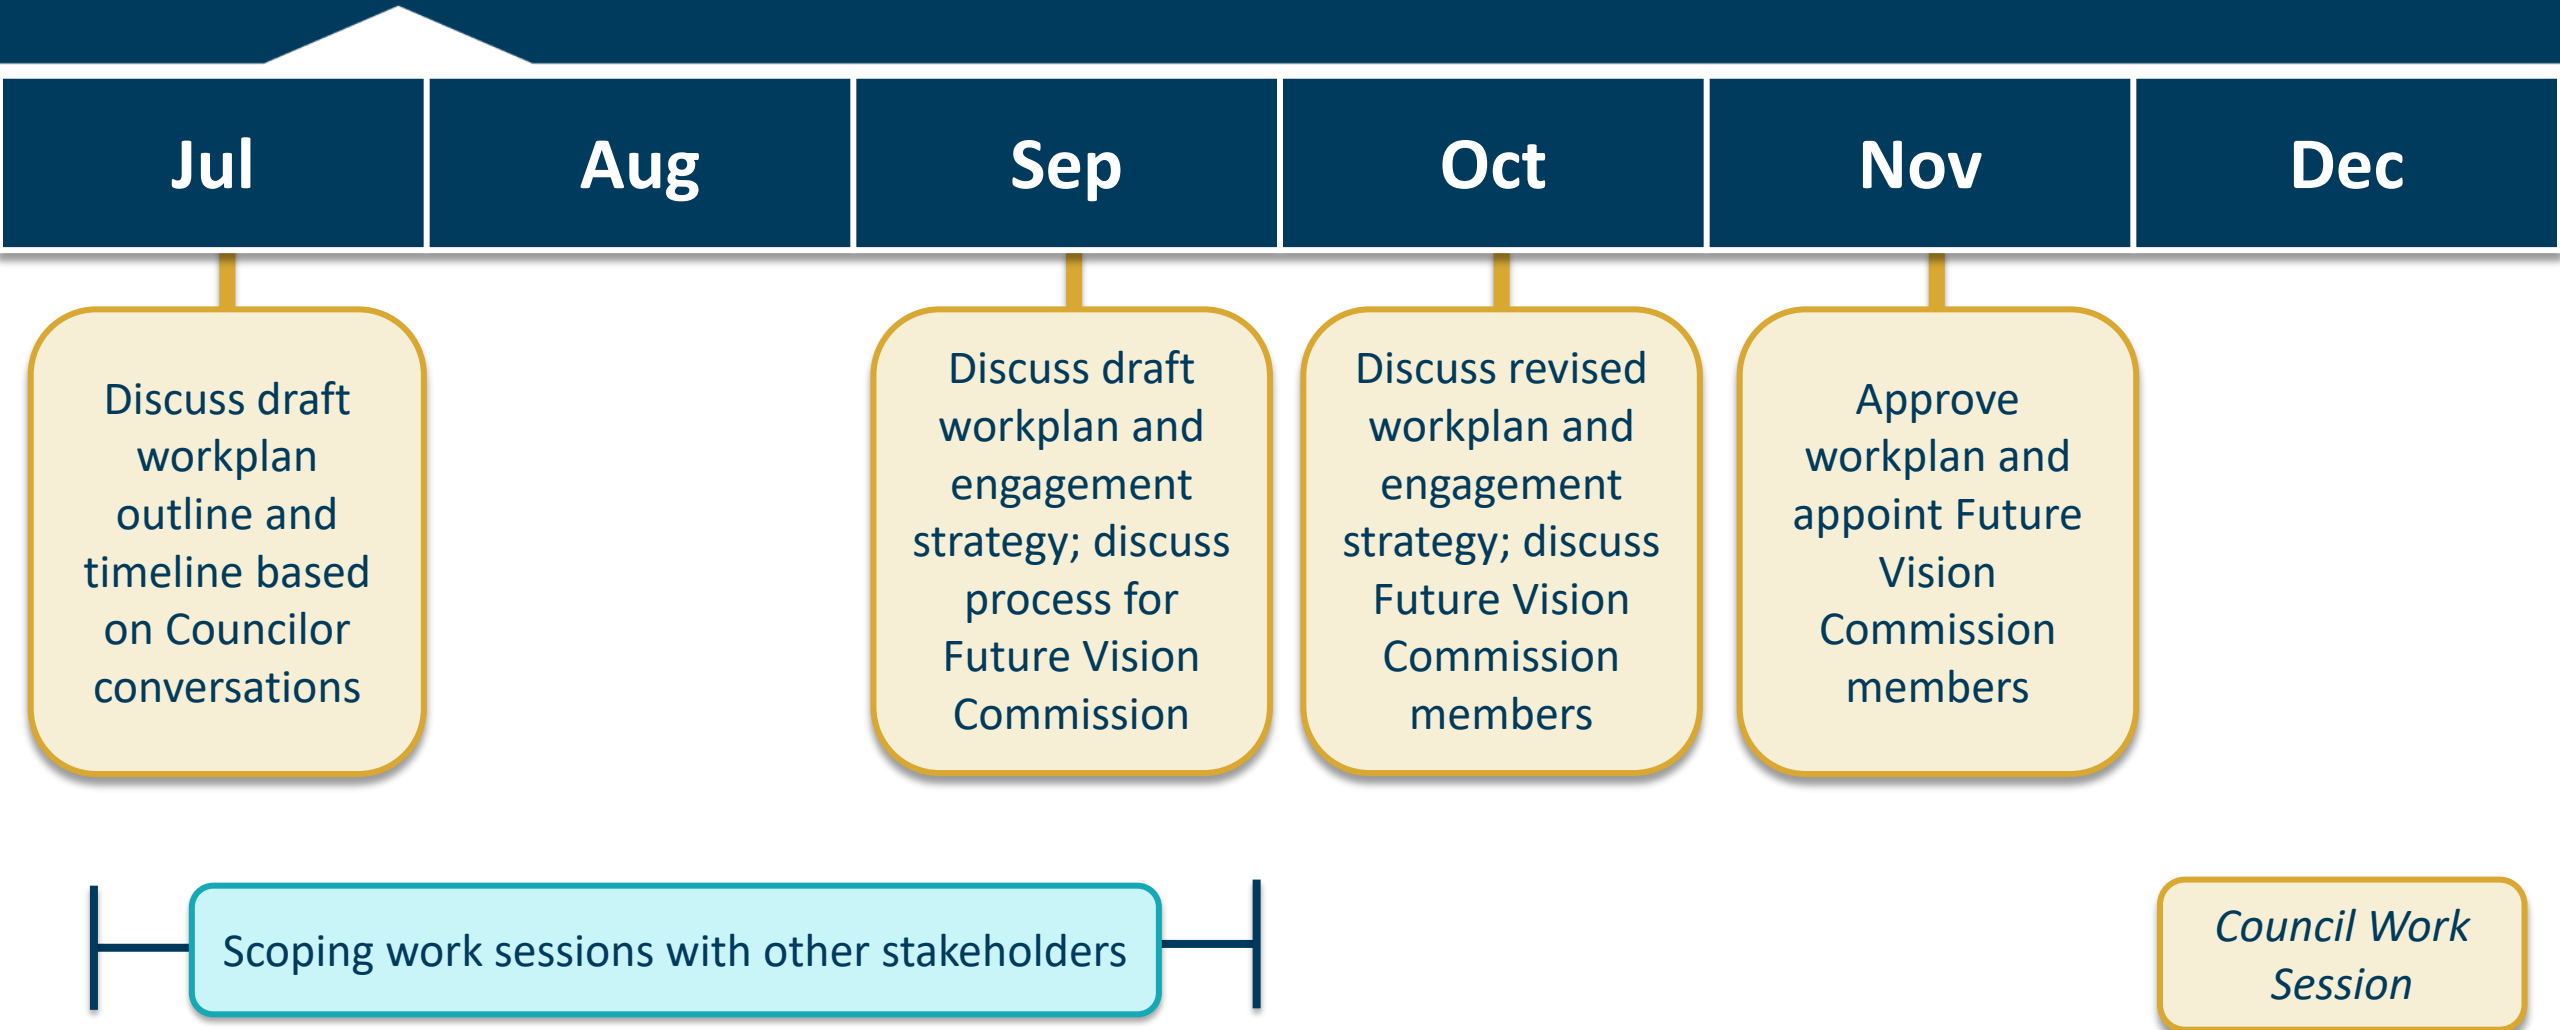 Jul
Aug
Sep
Oct
Nov
Dec
Discuss draft
workplan
outline and
timeline based
on Councilor
conversations
Discuss draft
workplan and
engagement
strategy; discuss
process for
Future Vision
Commission
Discuss revised
workplan and
engagement
strategy; discuss
Future Vision
Commission
members
Approve
workplan and
appoint Future
Vision
Commission
members
Scoping work sessions with other stakeholders
Council Work
Session